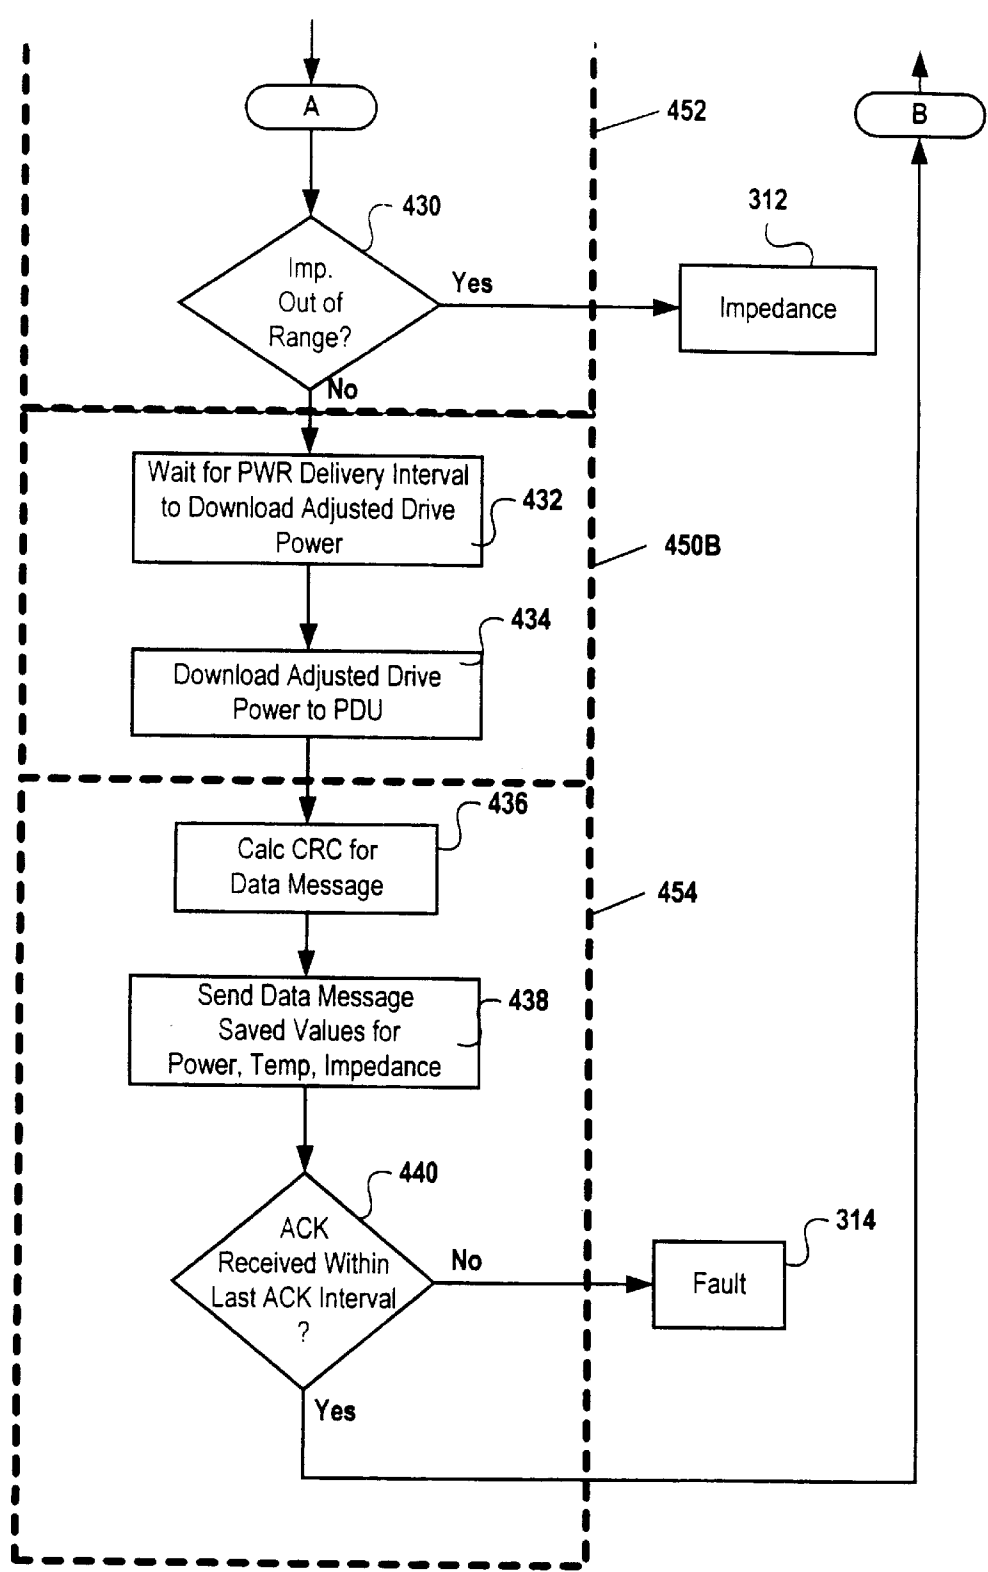 A
B
452
430
312
Imp.
Out of
Range?
Yes
Impedance
No
Wait for PWR Delivery Interval
to Download Adjusted Drive
Power
432
450B
434
Download Adjusted Drive
Power to PDU
436
Calc CRC for
Data Message
454
Send Data Message
Saved Values for
Power, Temp, Impedance
438
440
ACK
Received Within
Last ACK Interval
?
No
314
Fault
Yes